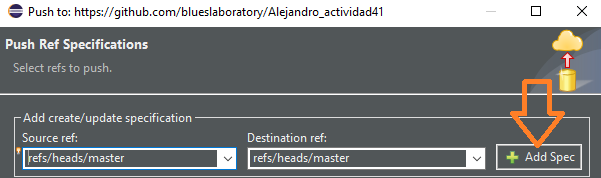 Push to: https://github.com/blueslaboratory/Alejandro_actividad41
Push Ref Specifications
Select refs to push.
Add create/update specification
Source ref:
Destination ref:
refs/heads/master
refs/heads/master
Add Spec